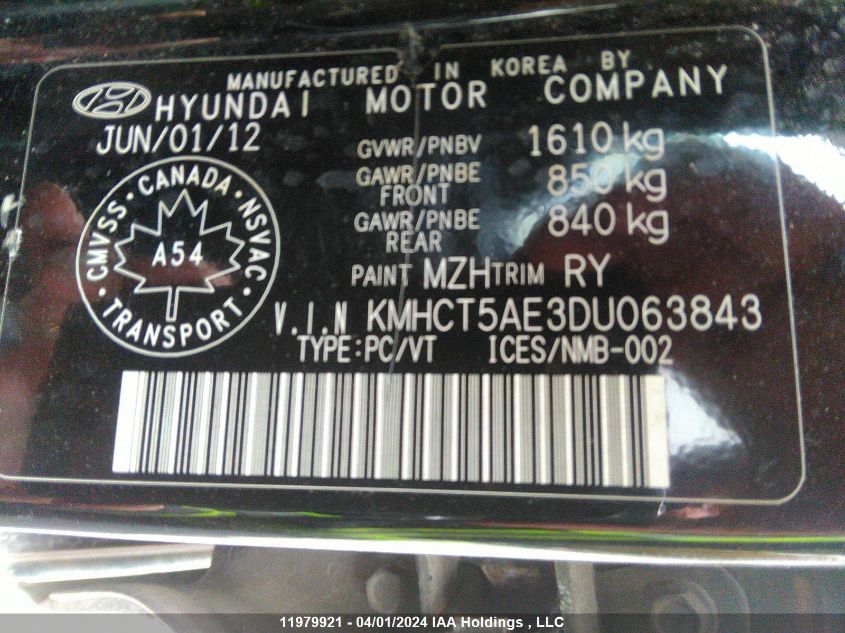 MANUFACTURED IN KOREA BY
HYUNDAI MOTOR COMPANY
JUN/01/12
GVWR/PNBV 1610 kg
GAWR/PNBE FRONT 850 kg
GAWR/PNBE REAR 840 kg
CMVSS · CANADA · NSVAC
A54
TRANSPORT
PAINT MZH TRIM RY
V.I.N KMHCT5AE3DU063843
TYPE:PC/VT ICES/NMB-002
11979921 - 04/01/2024 IAA Holdings , LLC